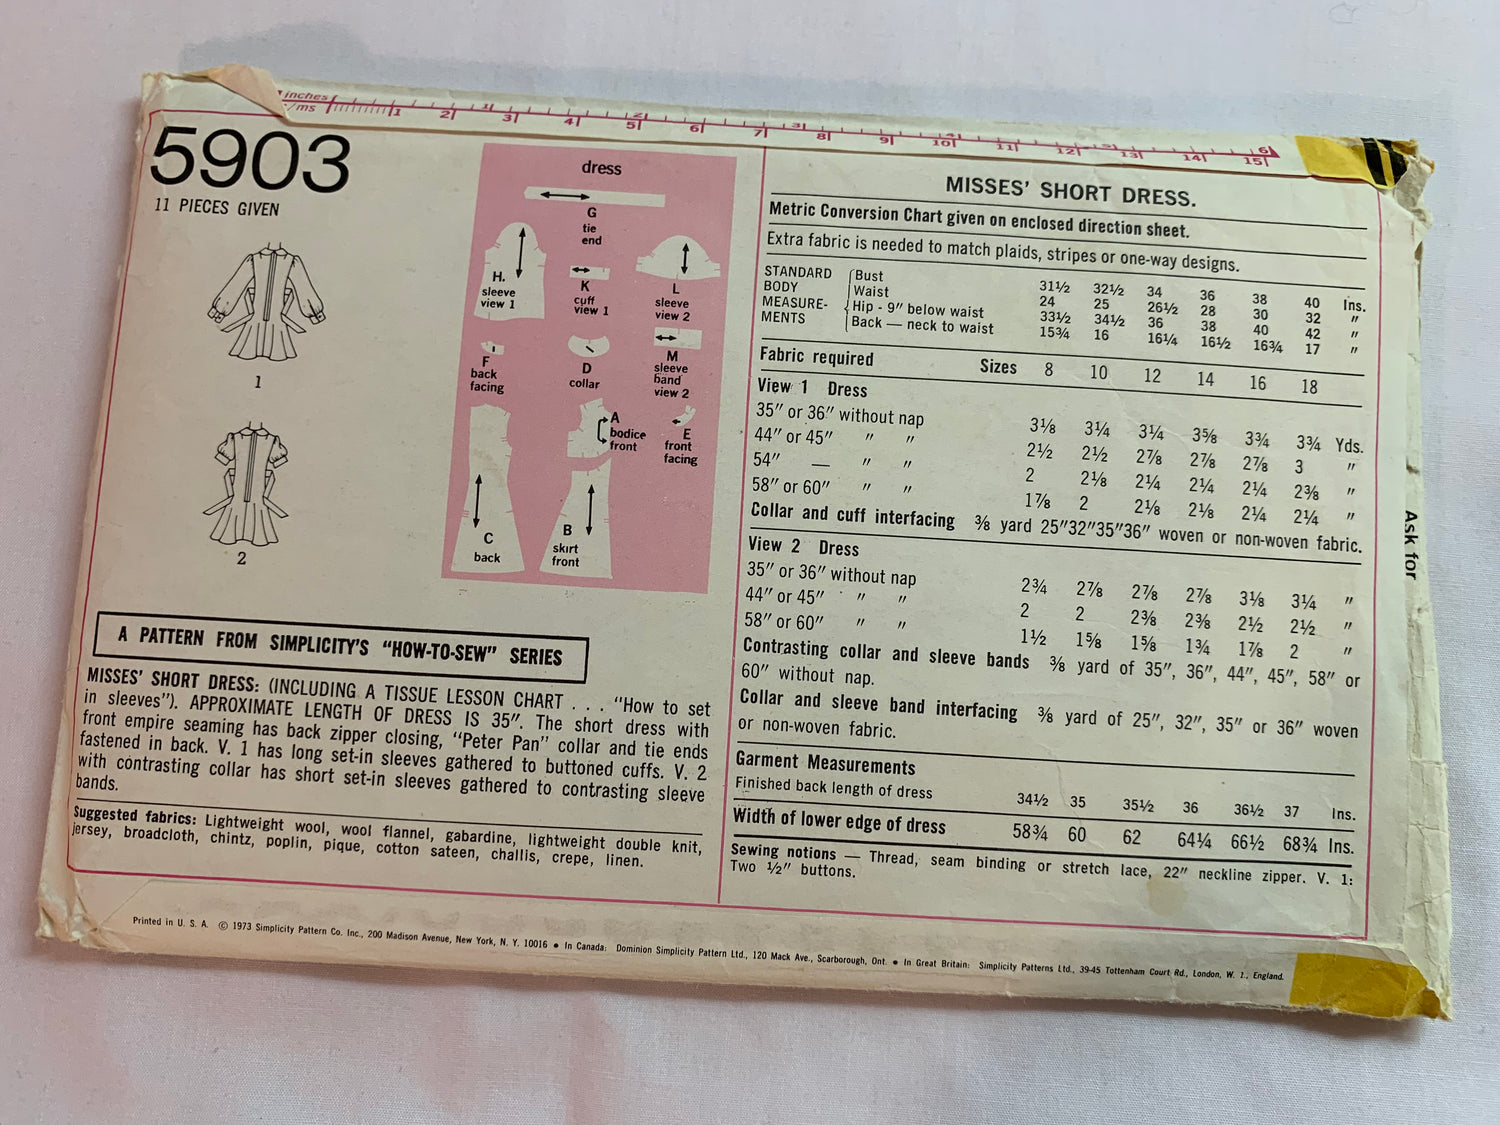 inches
/ms 1 2 3 4 5 6 7 8 9 10 11 12 13 14 15
1 2 3 4 5 6
5903
11 PIECES GIVEN
1
2
dress
G
tie
end
H.
sleeve
view 1
K
cuff
view 1
L
sleeve
view 2
F
back
facing
D
collar
M
sleeve
band
view 2
A
bodice
front
E
front
facing
C
back
B
skirt
front
A PATTERN FROM SIMPLICITY'S "HOW-TO-SEW" SERIES
MISSES' SHORT DRESS: (INCLUDING A TISSUE LESSON CHART . . . "How to set
in sleeves"). APPROXIMATE LENGTH OF DRESS IS 35". The short dress with
front empire seaming has back zipper closing, "Peter Pan" collar and tie ends
fastened in back. V. 1 has long set-in sleeves gathered to buttoned cuffs. V. 2
with contrasting collar has short set-in sleeves gathered to contrasting sleeve
bands.
Suggested fabrics: Lightweight wool, wool flannel, gabardine, lightweight double knit,
jersey, broadcloth, chintz, poplin, pique, cotton sateen, challis, crepe, linen.
MISSES' SHORT DRESS.
Metric Conversion Chart given on enclosed direction sheet.
Extra fabric is needed to match plaids, stripes or one-way designs.
STANDARD BODY MEASURE-MENTS
Bust 31½ 32½ 34 36 38 40 Ins.
Waist 24 25 26½ 28 30 32 "
Hip - 9" below waist 33½ 34½ 36 38 40 42 "
Back — neck to waist 15¾ 16 16¼ 16½ 16¾ 17 "
Fabric required Sizes 8 10 12 14 16 18
View 1 Dress
35" or 36" without nap 3⅛ 3¼ 3¼ 3⅝ 3¾ 3¾ Yds.
44" or 45" " " 2½ 2½ 2⅞ 2⅞ 2⅞ 3 "
54" — " " 2 2⅛ 2¼ 2¼ 2¼ 2⅜ "
58" or 60" " " 1⅞ 2 2⅛ 2⅛ 2¼ 2¼ "
Collar and cuff interfacing ⅜ yard 25"32"35"36" woven or non-woven fabric.
View 2 Dress
35" or 36" without nap 2¾ 2⅞ 2⅞ 2⅞ 3⅛ 3¼ "
44" or 45" " " 2 2 2⅜ 2⅜ 2½ 2½ "
58" or 60" " " 1½ 1⅝ 1⅝ 1¾ 1⅞ 2 "
Contrasting collar and sleeve bands ⅜ yard of 35", 36", 44", 45", 58" or
60" without nap.
Collar and sleeve band interfacing ⅜ yard of 25", 32", 35" or 36" woven
or non-woven fabric.
Garment Measurements
Finished back length of dress 34½ 35 35½ 36 36½ 37 Ins.
Width of lower edge of dress 58¾ 60 62 64¼ 66½ 68¾ Ins.
Sewing notions — Thread, seam binding or stretch lace, 22" neckline zipper. V. 1:
Two ½" buttons.
Ask for
Printed in U. S. A. © 1973 Simplicity Pattern Co. Inc., 200 Madison Avenue, New York, N. Y. 10016 • In Canada: Dominion Simplicity Pattern Ltd., 120 Mack Ave., Scarborough, Ont. • In Great Britain: Simplicity Patterns Ltd., 39-45 Tottenham Court Rd., London, W. 1., England.